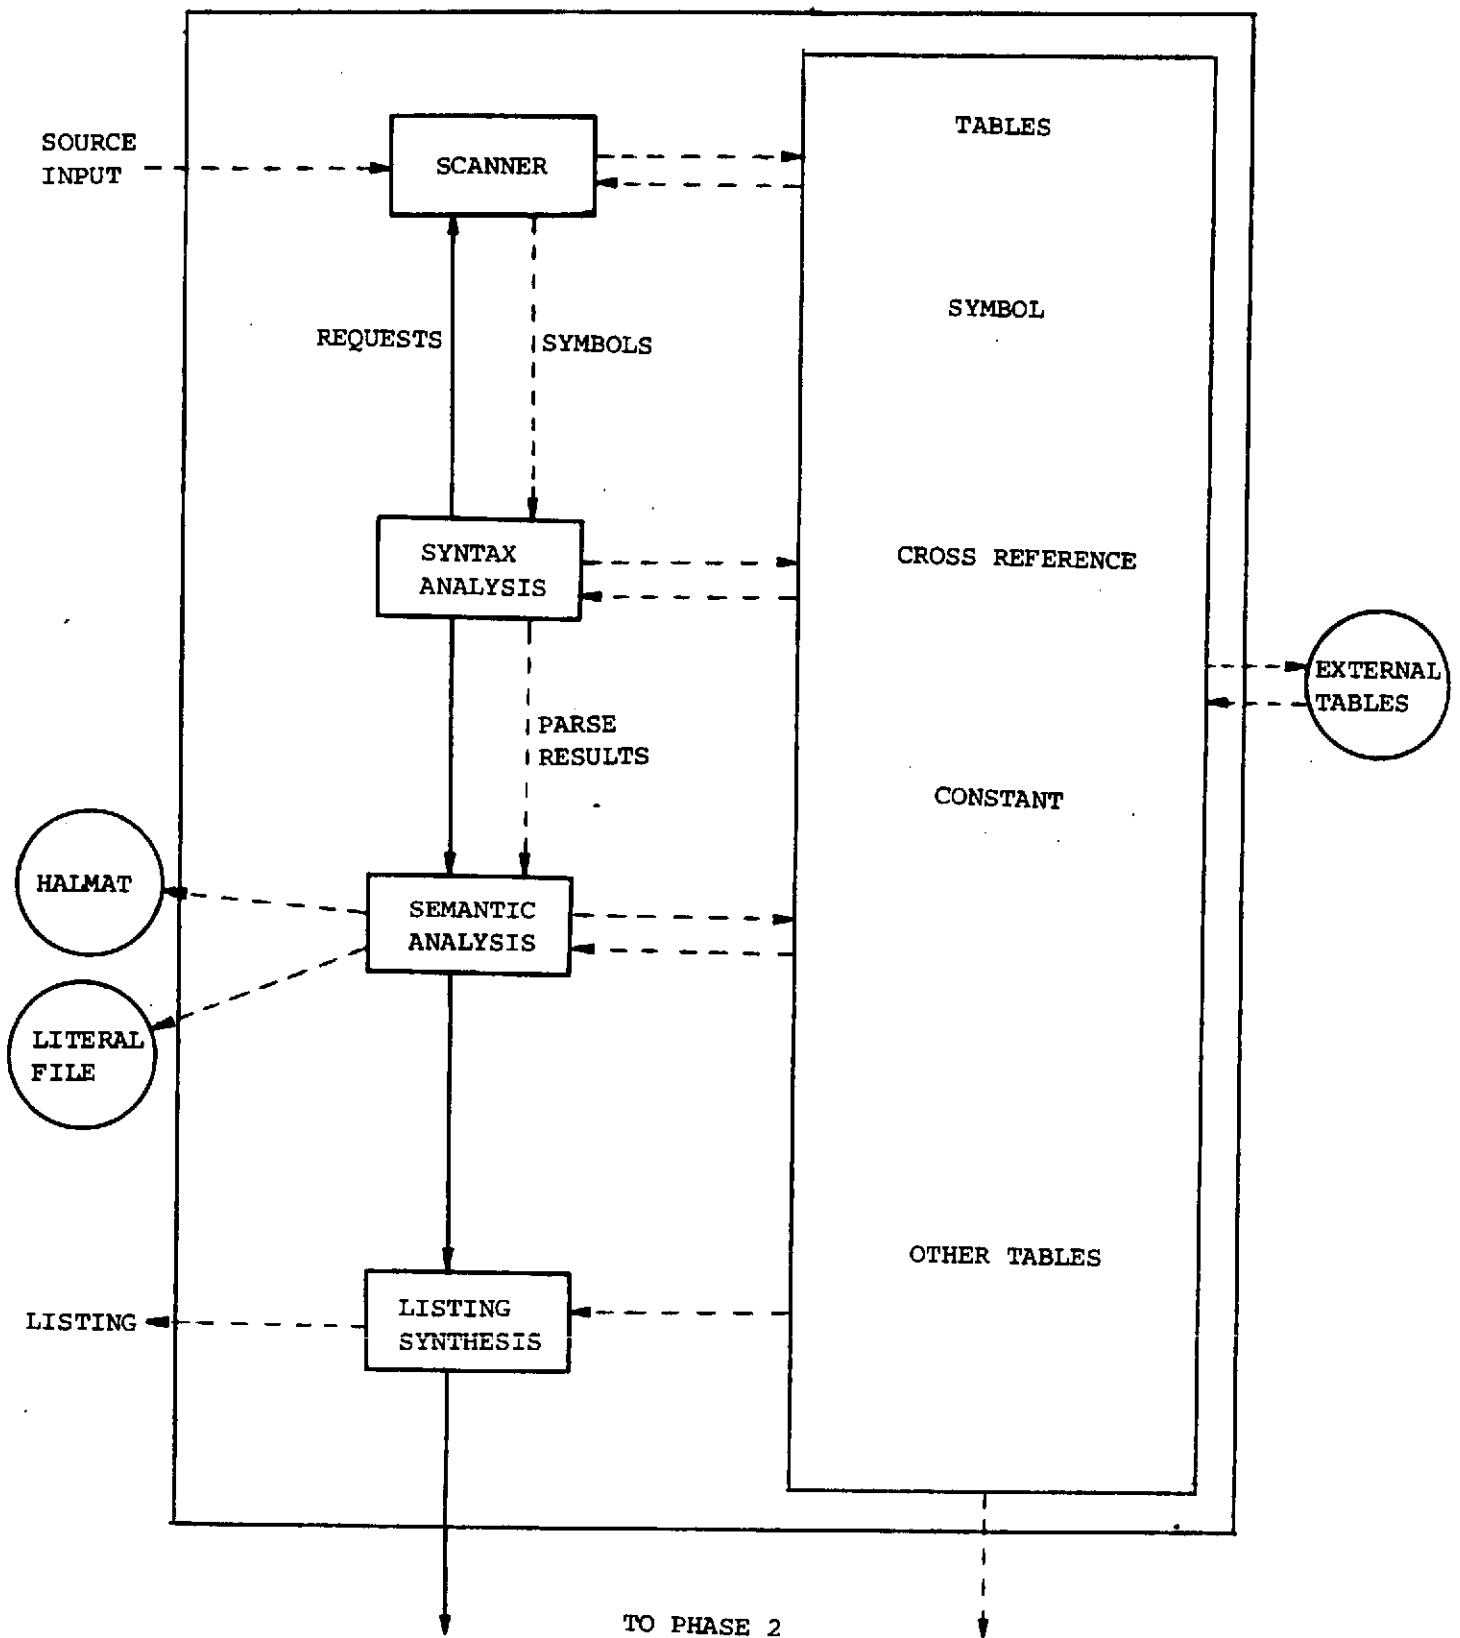 TABLES
SOURCE
INPUT
SCANNER
SYMBOL
REQUESTS
SYMBOLS
SYNTAX
ANALYSIS
CROSS REFERENCE
EXTERNAL
TABLES
PARSE
RESULTS
CONSTANT
HALMAT
SEMANTIC
ANALYSIS
LITERAL
FILE
OTHER TABLES
LISTING
LISTING
SYNTHESIS
TO PHASE 2